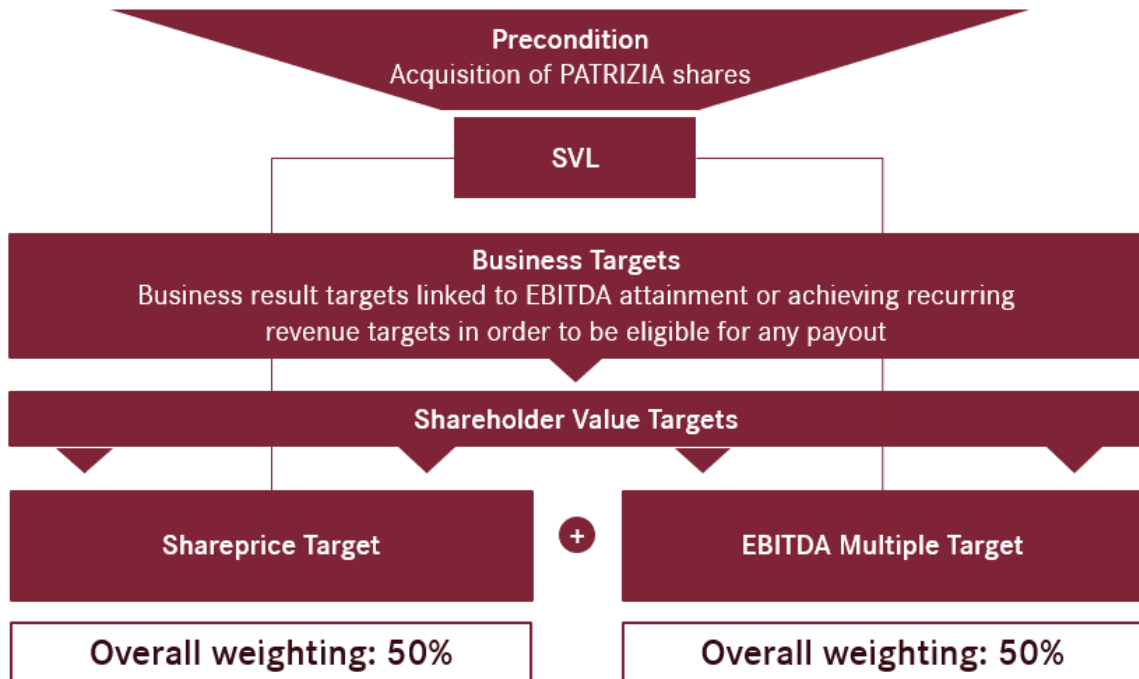 Precondition
Acquisition of PATRIZIA shares
SVL
Business Targets
Business result targets linked to EBITDA attainment or achieving recurring
revenue targets in order to be eligible for any payout
Shareholder Value Targets
Shareprice Target
+
EBITDA Multiple Target
Overall weighting: 50%
Overall weighting: 50%